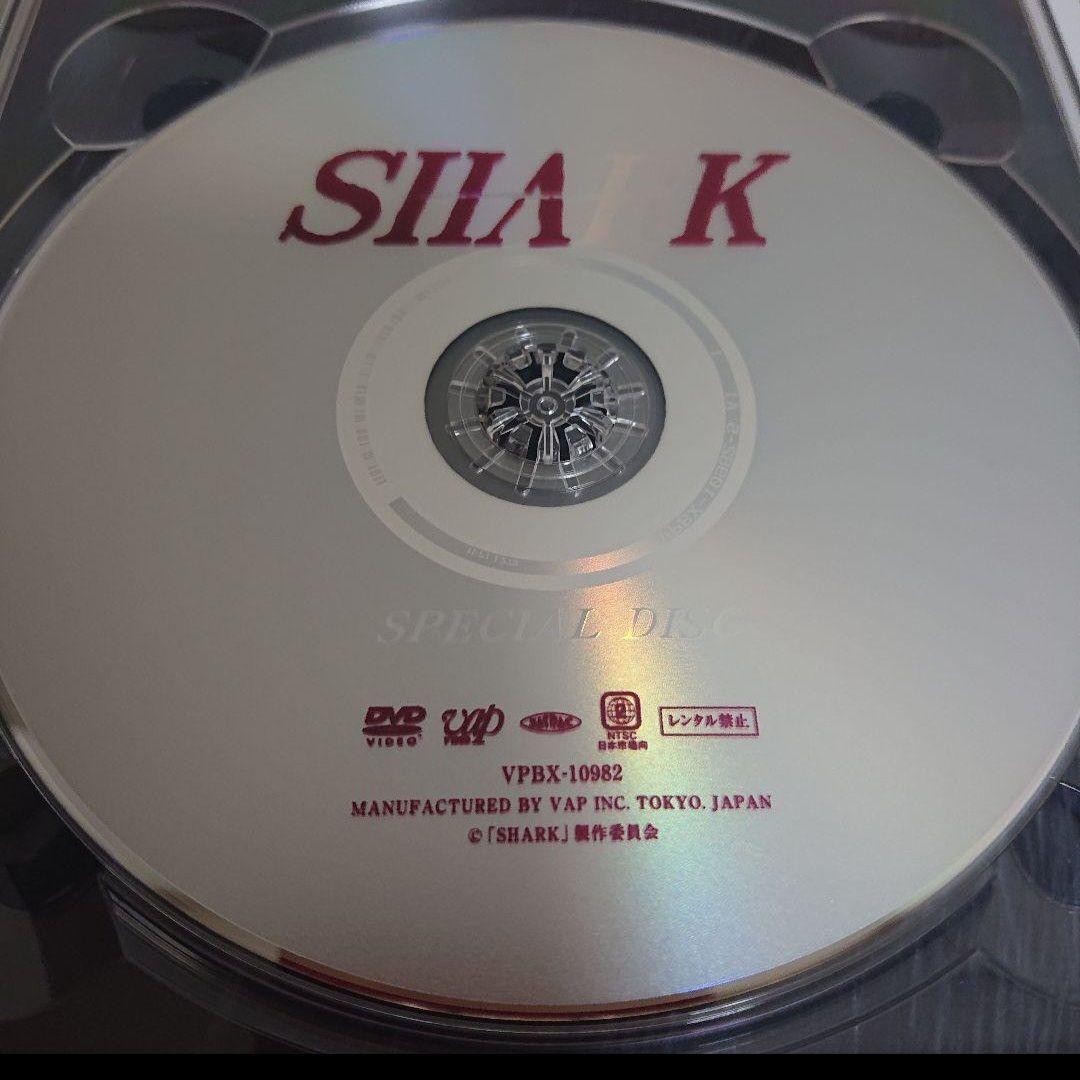 SHARK
SPECIAL DISC
DVD VIDEO vap レンタル禁止
NTSC
日本市場向
VPBX-10982
MANUFACTURED BY VAP INC. TOKYO. JAPAN
©「SHARK」製作委員会